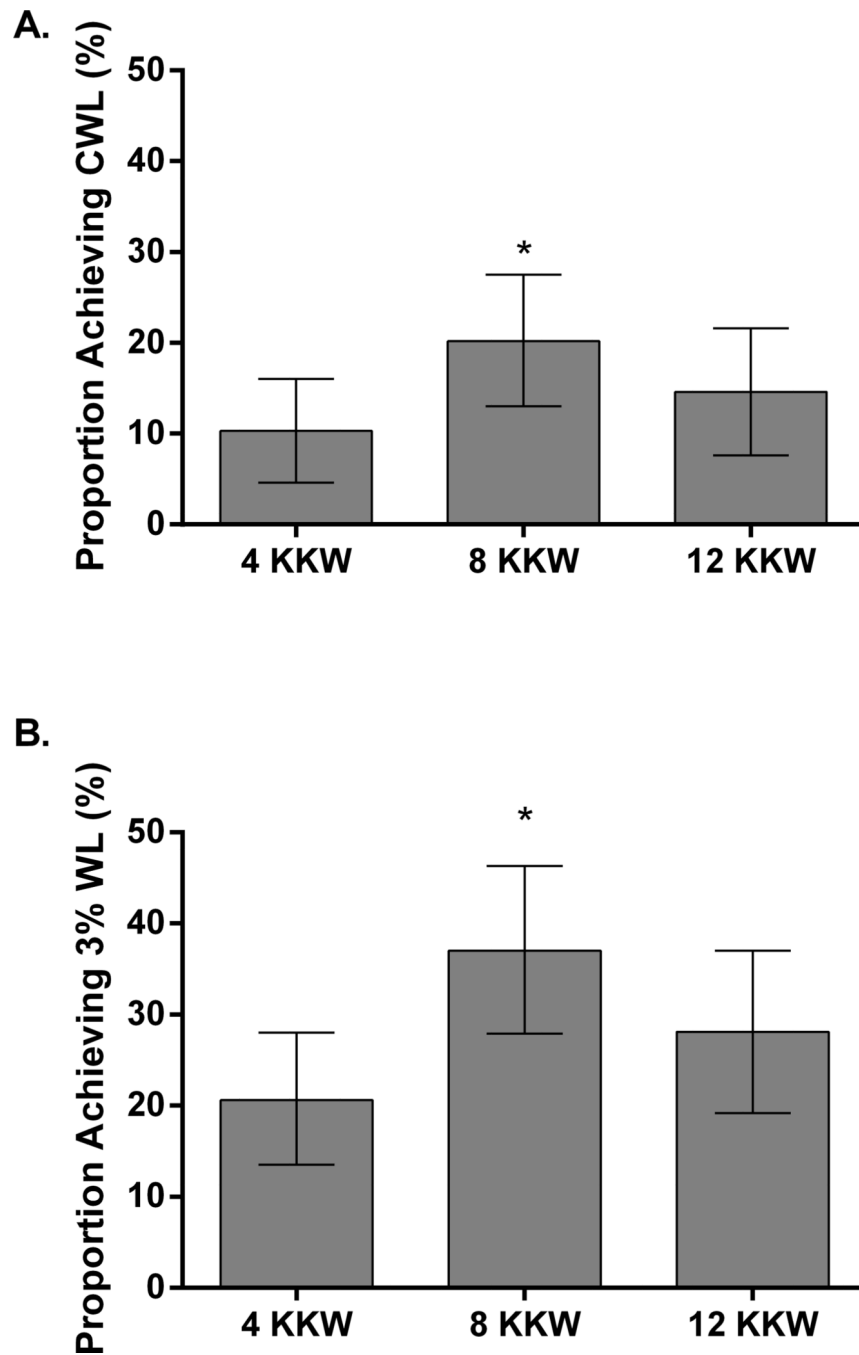 A.
Proportion Achieving CWL (%)
50
40
30
20
10
0
*
4 KKW
8 KKW
12 KKW
B.
Proportion Achieving 3% WL (%)
50
40
30
20
10
0
*
4 KKW
8 KKW
12 KKW